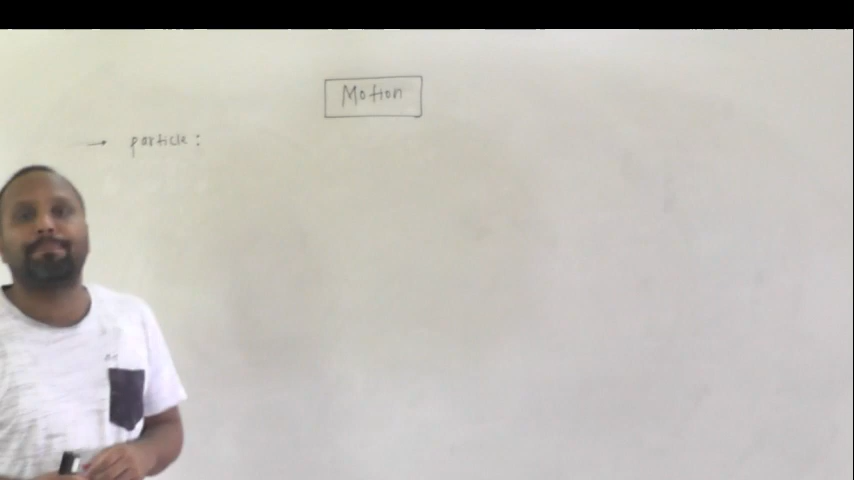 Motion
→ particle :